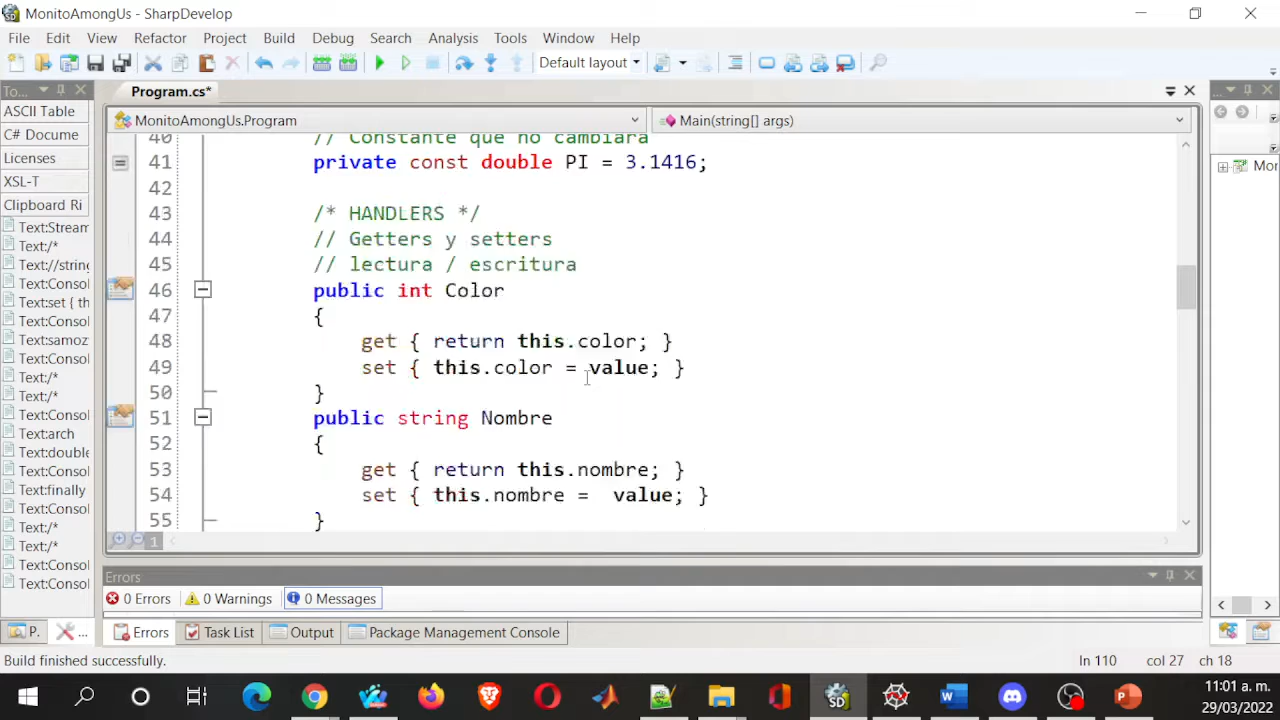 MonitoAmongUs - SharpDevelop
File Edit View Refactor Project Build Debug Search Analysis Tools Window Help
Default layout
To...
Program.cs*
ASCII Table
C# Docume
Licenses
XSL-T
Clipboard Ri
Text:Stream
Text:/*
Text://string
Text:Consol
Text:set { th
Text:Consol
Text:samoz
Text:Consol
Text:/*
Text:/*
Text:Consol
Text:arch
Text:double
Text:Consol
Text:finally
Text:Consol
Text:/*
Text:/*
Text:Consol
Text:Consol
MonitoAmongUs.Program
Main(string[] args)
40 // Constante que no cambiara
41 private const double PI = 3.1416;
42
43 /* HANDLERS */
44 // Getters y setters
45 // lectura / escritura
46 public int Color
47 {
48 get { return this.color; }
49 set { this.color = value; }
50 }
51 public string Nombre
52 {
53 get { return this.nombre; }
54 set { this.nombre =  value; }
55 }
1
Mor
Errors
0 Errors 0 Warnings 0 Messages
P. ... Errors Task List Output Package Management Console
Build finished successfully. ln 110 col 27 ch 18
11:01 a. m.
29/03/2022